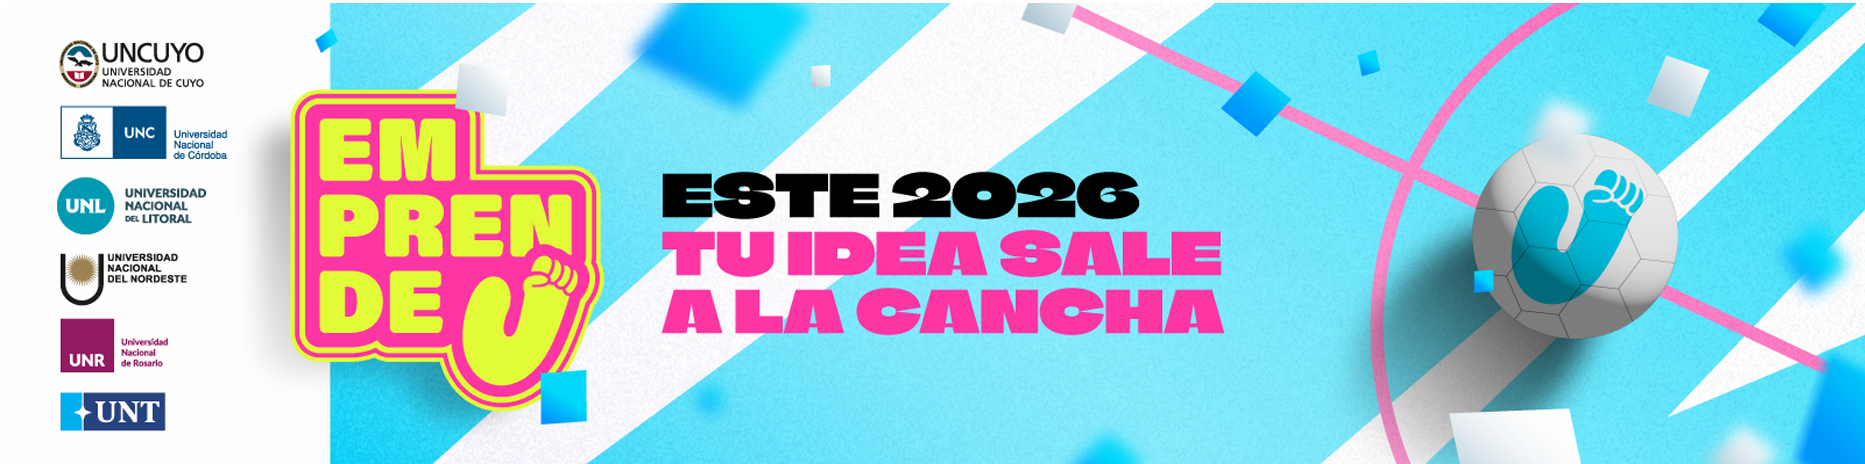 UNCUYO
UNIVERSIDAD
NACIONAL DE CUYO
UNC
Universidad
Nacional
de Córdoba
UNL
UNIVERSIDAD
NACIONAL
DEL LITORAL
UNIVERSIDAD
NACIONAL
DEL NORDESTE
UNR
Universidad
Nacional
de Rosario
UNT
EM
PREN
DE U
ESTE 2026
TU IDEA SALE
A LA CANCHA